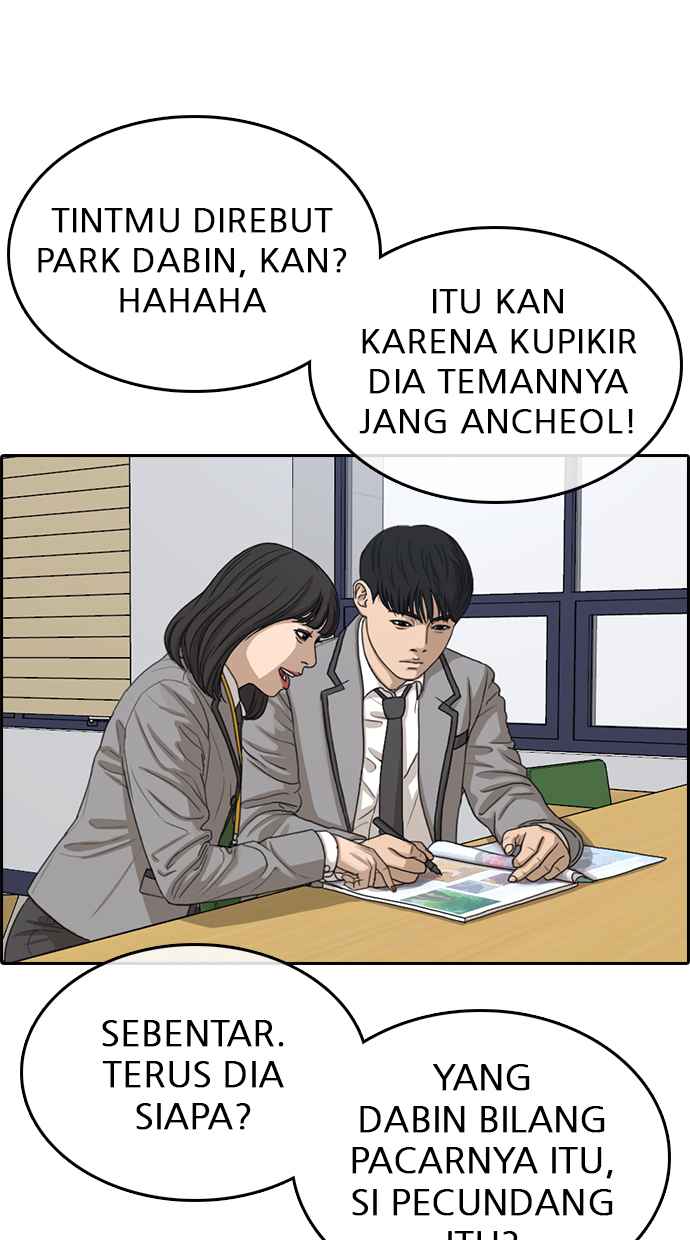 TINTMU DIREBUT
PARK DABIN, KAN?
HAHAHA
ITU KAN
KARENA KUPIKIR
DIA TEMANNYA
JANG ANCHEOL!
SEBENTAR.
TERUS DIA
SIAPA?
YANG
DABIN BILANG
PACARNYA ITU,
SI PECUNDANG
ITU?